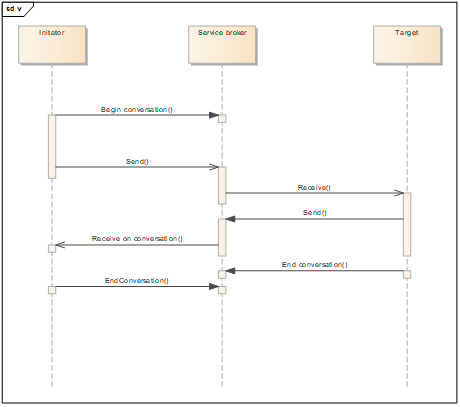 sd v
Initator
Service broker
Target
Begin conversation()
Send()
Receive()
Send()
Receive on conversation()
End conversation()
EndConversation()